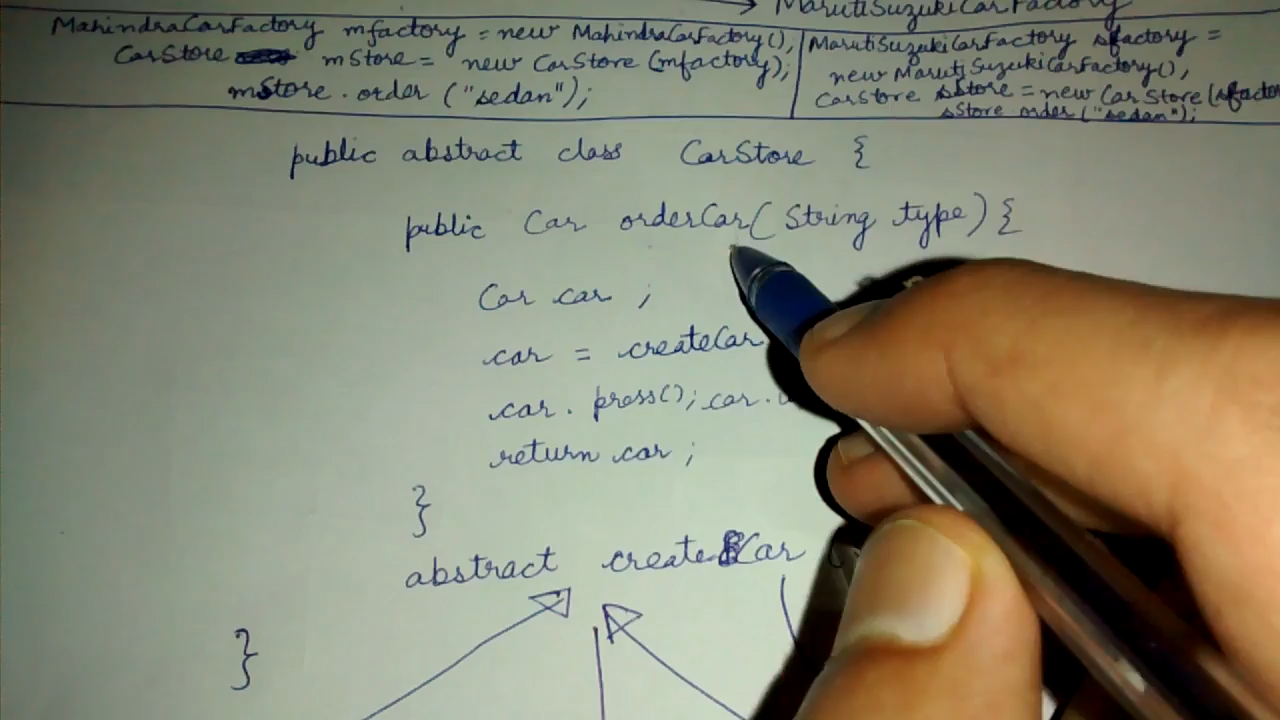 MarutiSuzukiCarFactory
MahindraCarFactory mfactory = new MahindraCarFactory();
CarStore mStore = new CarStore (mfactory);
mStore . order ("sedan");
MarutiSuzukiCarFactory sfactory =
new MarutiSuzukiCarFactory();
CarStore sStore = new CarStore (sfacto
sStore order ("sedan");
public abstract class CarStore {
public Car orderCar( String type) {
Car car ;
car = createCar
car . press(); car.
return car ;
}
abstract createCar
}